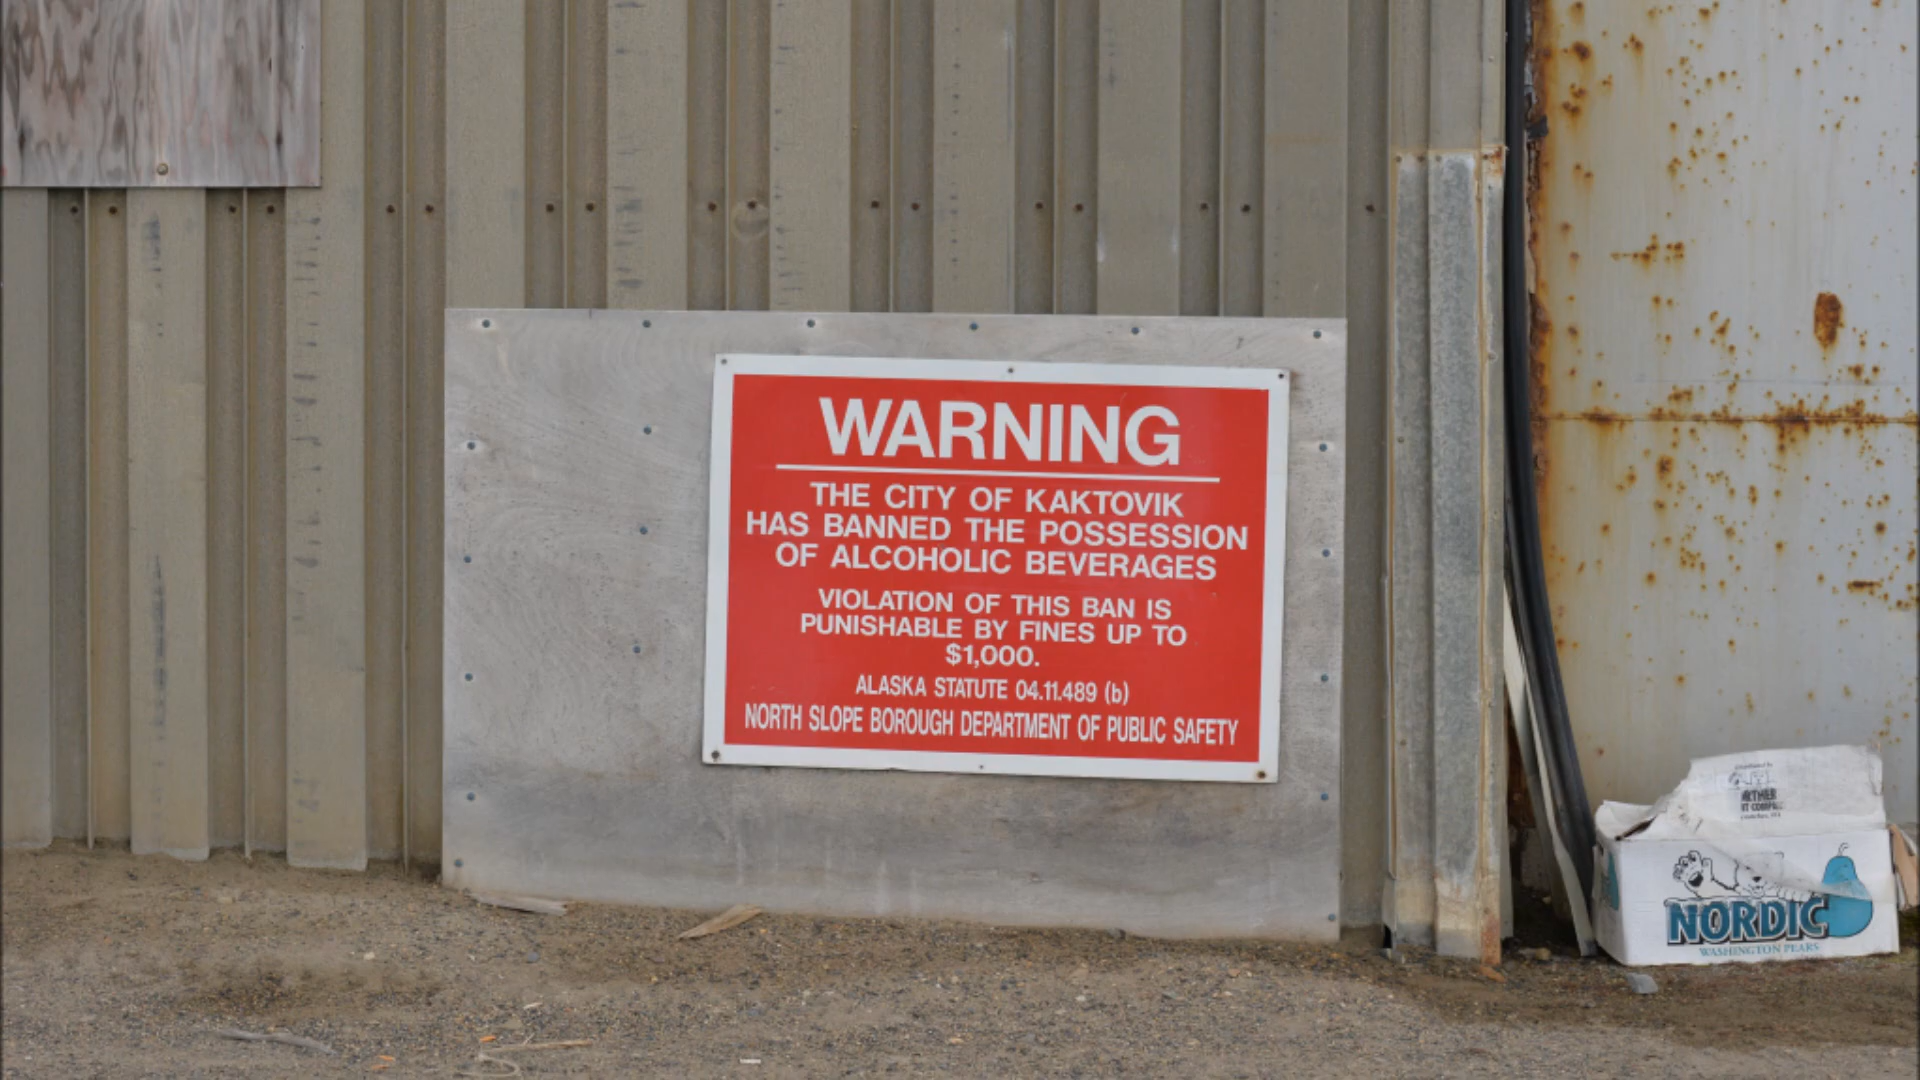 WARNING
THE CITY OF KAKTOVIK
HAS BANNED THE POSSESSION
OF ALCOHOLIC BEVERAGES
VIOLATION OF THIS BAN IS
PUNISHABLE BY FINES UP TO
$1,000.
ALASKA STATUTE 04.11.489 (b)
NORTH SLOPE BOROUGH DEPARTMENT OF PUBLIC SAFETY
NORDIC
WASHINGTON PEARS